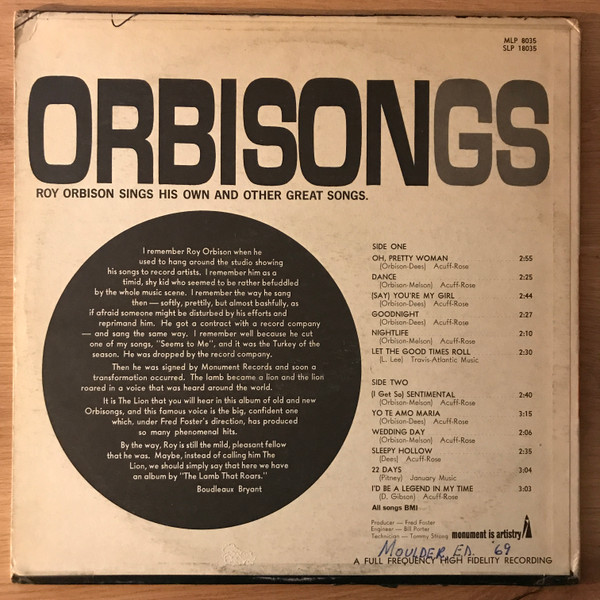 MLP 8035
SLP 18035
ORBISONGS
ROY ORBISON SINGS HIS OWN AND OTHER GREAT SONGS.
I remember Roy Orbison when he
used to hang around the studio showing
his songs to record artists. I remember him as a
timid, shy kid who seemed to be rather befuddled
by the whole music scene. I remember the way he sang
then — softly, prettily, but almost bashfully, as
if afraid someone might be disturbed by his efforts and
reprimand him. He got a contract with a record company
— and sang the same way. I remember well because he cut
one of my songs, "Seems to Me", and it was the Turkey of the
season. He was dropped by the record company.
Then he was signed by Monument Records and soon a
transformation occurred. The lamb became a lion and the lion
roared in a voice that was heard around the world.
It is The Lion that you will hear in this album of old and new
Orbisongs, and this famous voice is the big, confident one
which, under Fred Foster's direction, has produced
so many phenomenal hits.
By the way, Roy is still the mild, pleasant fellow
that he was. Maybe, instead of calling him The
Lion, we should simply say that here we have
an album by "The Lamb That Roars."
Boudleaux Bryant
SIDE ONE
OH, PRETTY WOMAN 2:55
(Orbison-Dees) Acuff-Rose
DANCE 2:25
(Orbison-Melson) Acuff-Rose
(SAY) YOU'RE MY GIRL 2:44
(Orbison-Dees) Acuff-Rose
GOODNIGHT 2:27
(Orbison-Dees) Acuff-Rose
NIGHTLIFE 2:10
(Orbison-Melson) Acuff-Rose
LET THE GOOD TIMES ROLL 2:30
(L. Lee) Travis-Atlantic Music
SIDE TWO
(I Get So) SENTIMENTAL 2:40
(Orbison-Melson) Acuff-Rose
YO TE AMO MARIA 3:15
(Orbison-Dees) Acuff-Rose
WEDDING DAY 2:06
(Orbison-Melson) Acuff-Rose
SLEEPY HOLLOW 2:35
(Dees) Acuff-Rose
22 DAYS 3:04
(Pitney) January Music
I'D BE A LEGEND IN MY TIME 3:03
(D. Gibson) Acuff-Rose
All songs BMI
Producer — Fred Foster
Engineer — Bill Porter
Technician — Tommy Strong
monument is artistry
MOULDER, ED. '69
A FULL FREQUENCY HIGH FIDELITY RECORDING